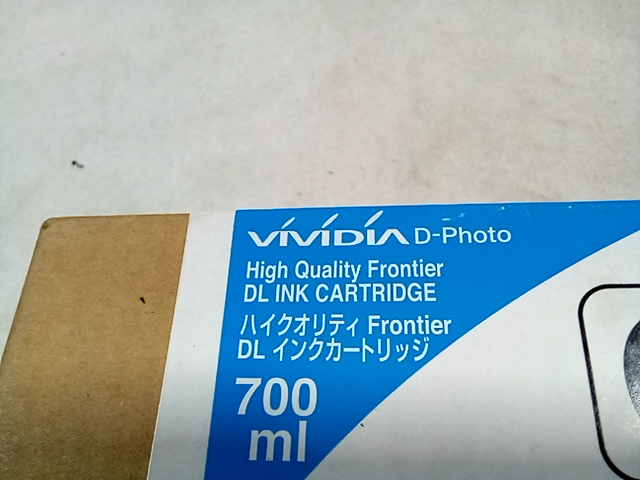 ViViDiA D-Photo
High Quality Frontier
DL INK CARTRIDGE
ハイクオリティ Frontier
DL インクカートリッジ
700
ml